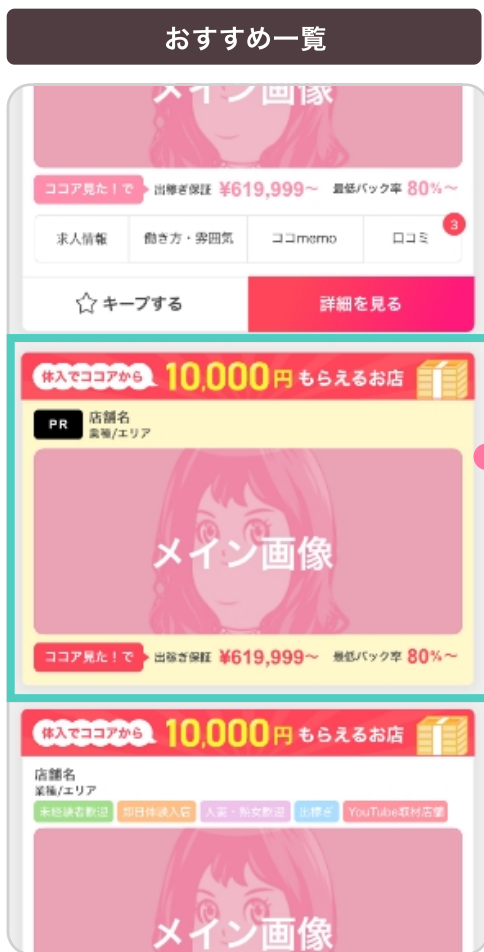 おすすめ一覧
メイン画像
ココア見た!で 出稼ぎ保証 ¥619,999〜 最低バック率 80%〜
求人情報 働き方・雰囲気 ココmemo 口コミ 3
キープする 詳細を見る
体入でココアから 10,000円 もらえるお店
PR 店舗名
業種/エリア
メイン画像
ココア見た!で 出稼ぎ保証 ¥619,999〜 最低バック率 80%〜
体入でココアから 10,000円 もらえるお店
店舗名
業種/エリア
未経験者歓迎 即日体験入店 人妻・熟女歓迎 出稼ぎ YouTube取材店舗
メイン画像